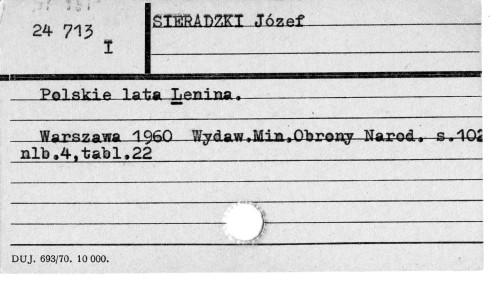 24 713
I
SIERADZKI Józef
Polskie lata Lenina.
Warszawa 1960 Wydaw.Min.Obrony Narod. s.102
nlb.4,tabl.22
DUJ. 693/70. 10 000.